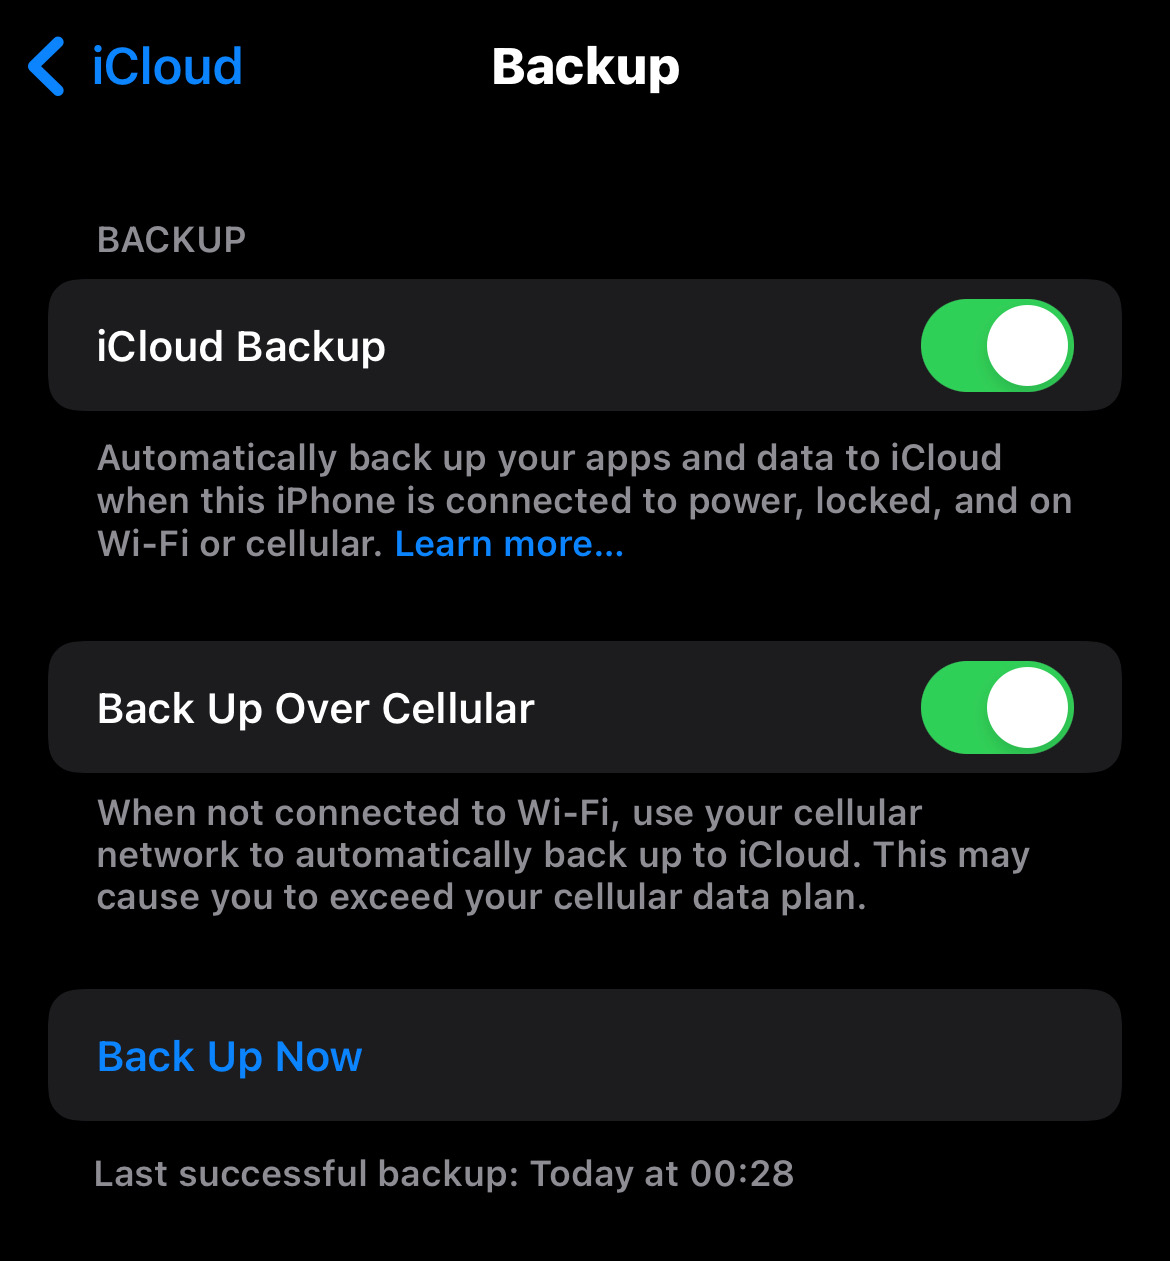 iCloud
Backup
BACKUP
iCloud Backup
Automatically back up your apps and data to iCloud
when this iPhone is connected to power, locked, and on
Wi-Fi or cellular. Learn more...
Back Up Over Cellular
When not connected to Wi-Fi, use your cellular
network to automatically back up to iCloud. This may
cause you to exceed your cellular data plan.
Back Up Now
Last successful backup: Today at 00:28